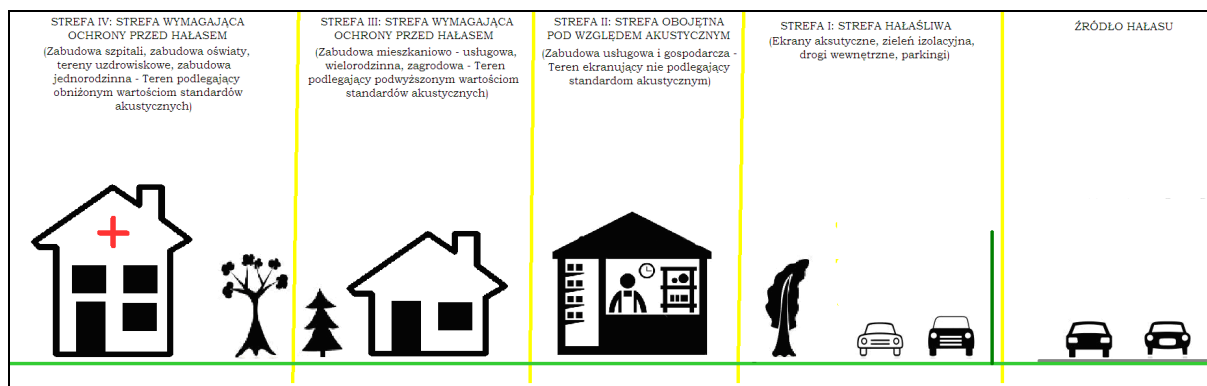 STREFA IV: STREFA WYMAGAJĄCA
OCHRONY PRZED HAŁASEM
(Zabudowa szpitali, zabudowa oświaty,
tereny uzdrowiskowe, zabudowa
jednorodzinna - Teren podlegający
obniżonym wartościom standardów
akustycznych)
STREFA III: STREFA WYMAGAJĄCA
OCHRONY PRZED HAŁASEM
(Zabudowa mieszkaniowo - usługowa,
wielorodzinna, zagrodowa - Teren
podlegający podwyższonym wartościom
standardów akustycznych)
STREFA II: STREFA OBOJĘTNA
POD WZGLĘDEM AKUSTYCZNYM
(Zabudowa usługowa i gospodarcza -
Teren ekranujący nie podlegający
standardom akustycznym)
STREFA I: STREFA HAŁAŚLIWA
(Ekrany aksutyczne, zieleń izolacyjna,
drogi wewnętrzne, parkingi)
ŹRÓDŁO HAŁASU